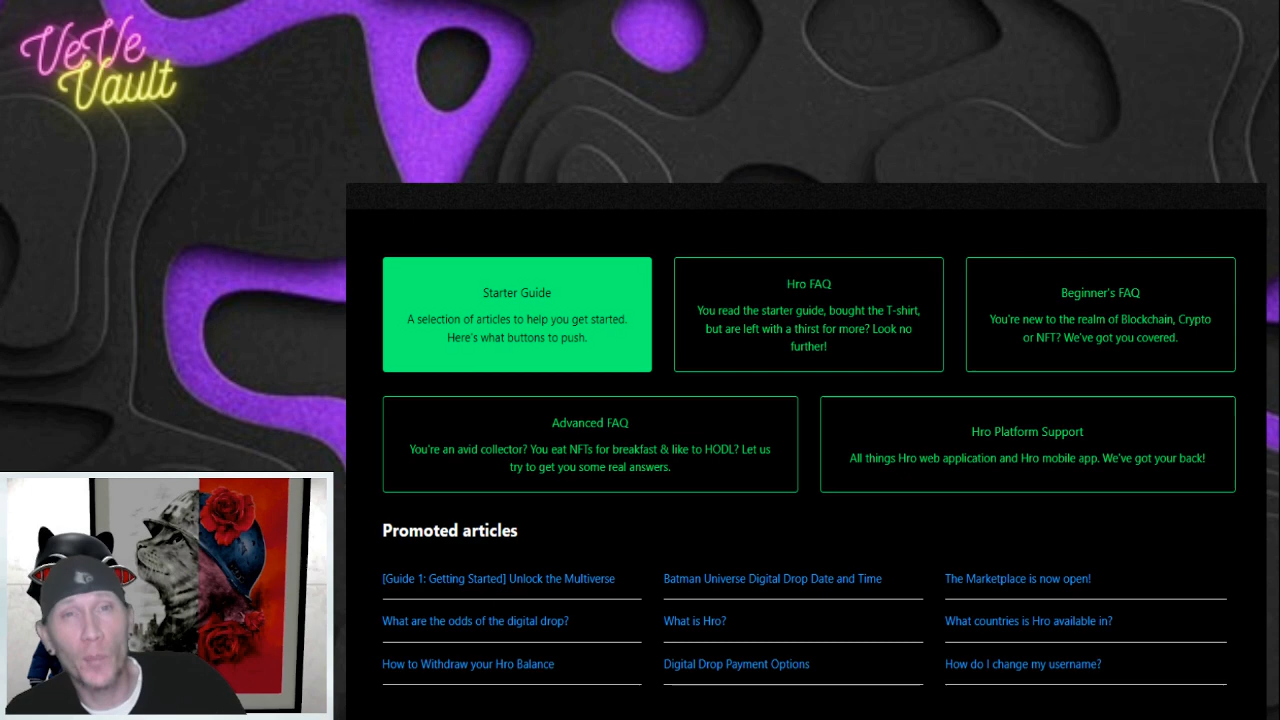 VeVe
Vault
Starter Guide
A selection of articles to help you get started.
Here's what buttons to push.
Hro FAQ
You read the starter guide, bought the T-shirt,
but are left with a thirst for more? Look no
further!
Beginner's FAQ
You're new to the realm of Blockchain, Crypto
or NFT? We've got you covered.
Advanced FAQ
You're an avid collector? You eat NFTs for breakfast & like to HODL? Let us
try to get you some real answers.
Hro Platform Support
All things Hro web application and Hro mobile app. We've got your back!
Promoted articles
[Guide 1: Getting Started] Unlock the Multiverse
Batman Universe Digital Drop Date and Time
The Marketplace is now open!
What are the odds of the digital drop?
What is Hro?
What countries is Hro available in?
How to Withdraw your Hro Balance
Digital Drop Payment Options
How do I change my username?